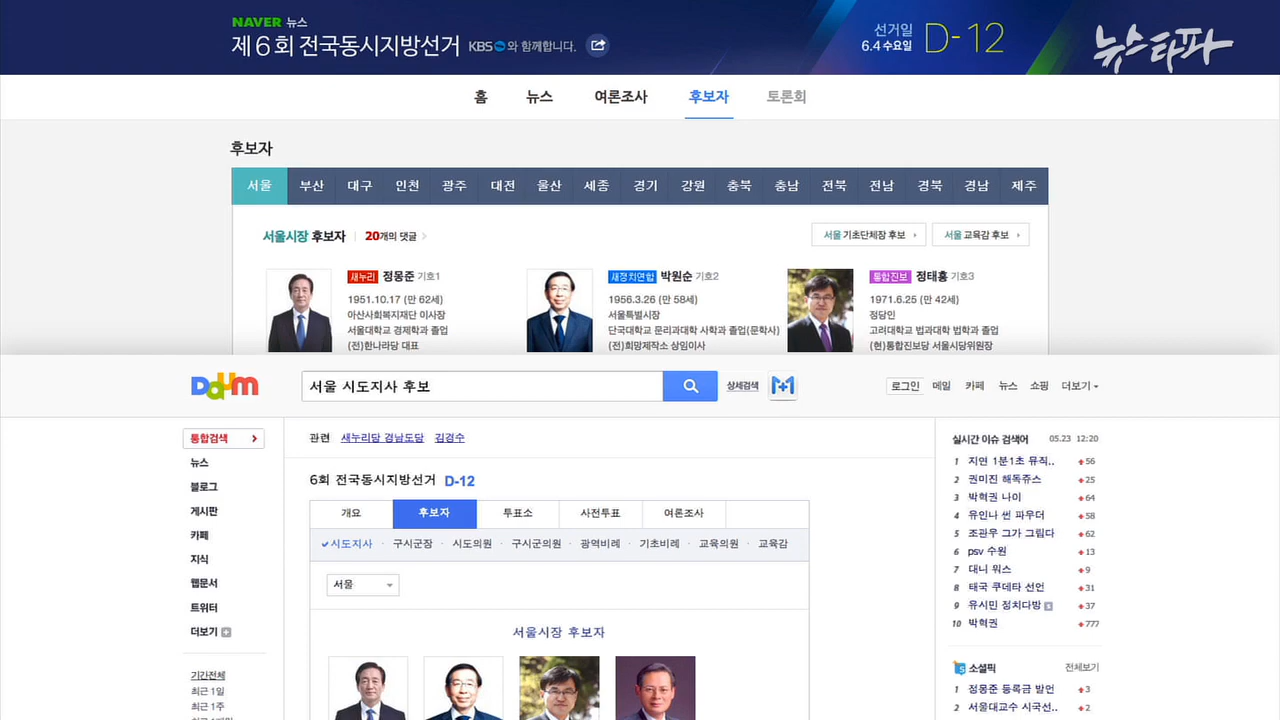 NAVER 뉴스
제6회 전국동시지방선거 KBS와 함께합니다.
선거일
6.4 수요일
D-12
뉴스타파
홈 뉴스 여론조사 후보자 토론회
후보자
서울 부산 대구 인천 광주 대전 울산 세종 경기 강원 충북 충남 전북 전남 경북 경남 제주
서울시장 후보자 20개의 댓글
서울 기초단체장 후보 서울 교육감 후보
새누리 정몽준 기호1
1951.10.17 (만 62세)
아산사회복지재단 이사장
서울대학교 경제학과 졸업
(전)한나라당 대표
새정치연합 박원순 기호2
1956.3.26 (만 58세)
서울특별시장
단국대학교 문리과대학 사학과 졸업(문학사)
(전)희망제작소 상임이사
통합진보 정태흥 기호3
1971.6.25 (만 42세)
정당인
고려대학교 법과대학 법학과 졸업
(현)통합진보당 서울시당위원장
Daum
서울 시도지사 후보
상세검색
로그인 메일 카페 뉴스 쇼핑 더보기
통합검색
뉴스
블로그
게시판
카페
지식
웹문서
트위터
더보기
기간전체
최근 1일
최근 1주
관련 새누리당 경남도당 김경수
6회 전국동시지방선거 D-12
개요 후보자 투표소 사전투표 여론조사
시도지사 · 구시군장 · 시도의원 · 구시군의원 · 광역비례 · 기초비례 · 교육의원 · 교육감
서울
서울시장 후보자
실시간 이슈 검색어 05.23 12:20
1 지연 1분1초 뮤직.. 56
2 권미진 해독쥬스 25
3 박혁권 나이 64
4 유인나 썬 파우더 58
5 조관우 그가 그립다 62
6 psv 수원 13
7 대니 워스 9
8 태국 쿠데타 선언 31
9 유시민 정치다방 37
10 박혁권 777
소셜픽 전체보기
1 정몽준 등록금 발언 3
2 서울대교수 시국선.. 2